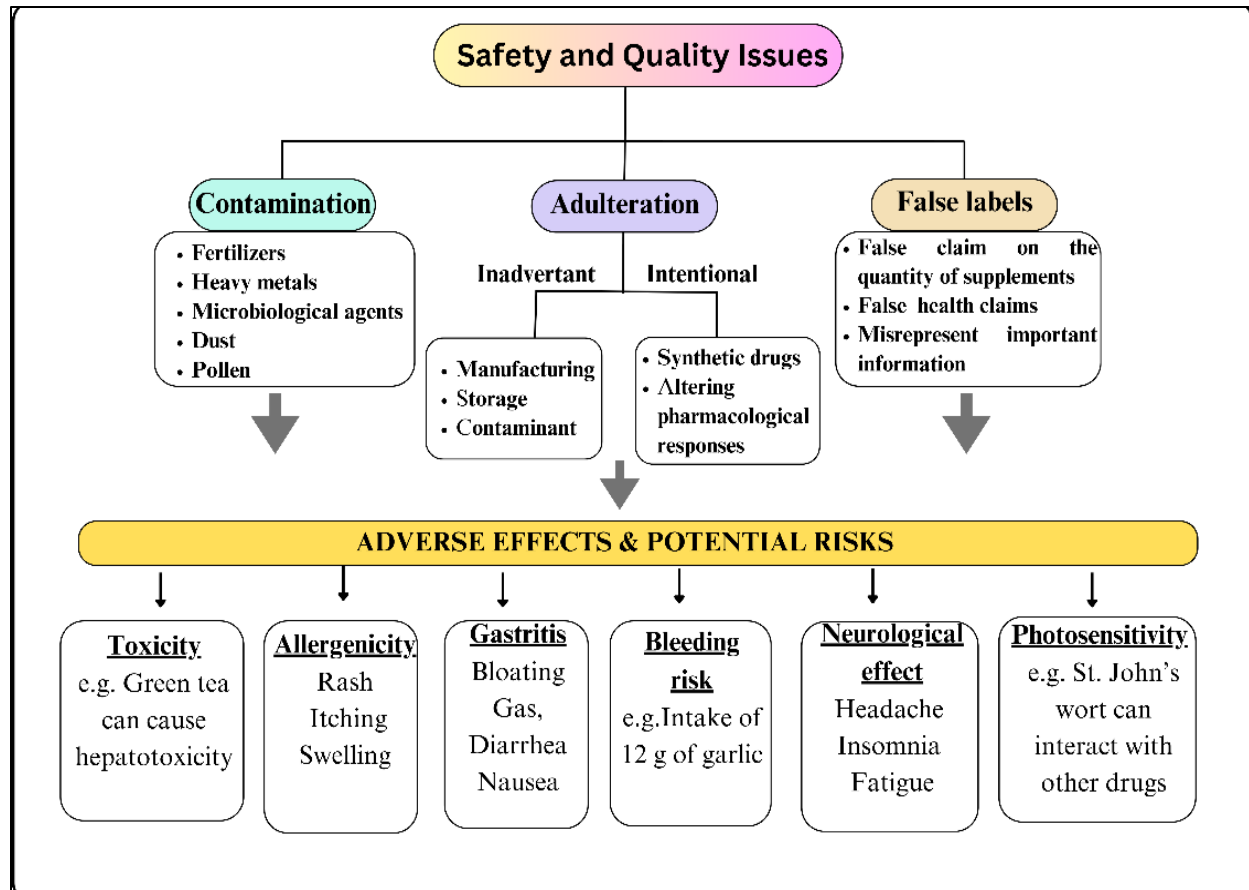 Safety and Quality Issues
Contamination
• Fertilizers
• Heavy metals
• Microbiological agents
• Dust
• Pollen
Adulteration
Inadvertant
Intentional
• Manufacturing
• Storage
• Contaminant
• Synthetic drugs
• Altering
pharmacological
responses
False labels
• False claim on the
quantity of supplements
• False health claims
• Misrepresent important
information
ADVERSE EFFECTS & POTENTIAL RISKS
Toxicity
e.g. Green tea
can cause
hepatotoxicity
Allergenicity
Rash
Itching
Swelling
Gastritis
Bloating
Gas,
Diarrhea
Nausea
Bleeding
risk
e.g.Intake of
12 g of garlic
Neurological
effect
Headache
Insomnia
Fatigue
Photosensitivity
e.g. St. John's
wort can
interact with
other drugs